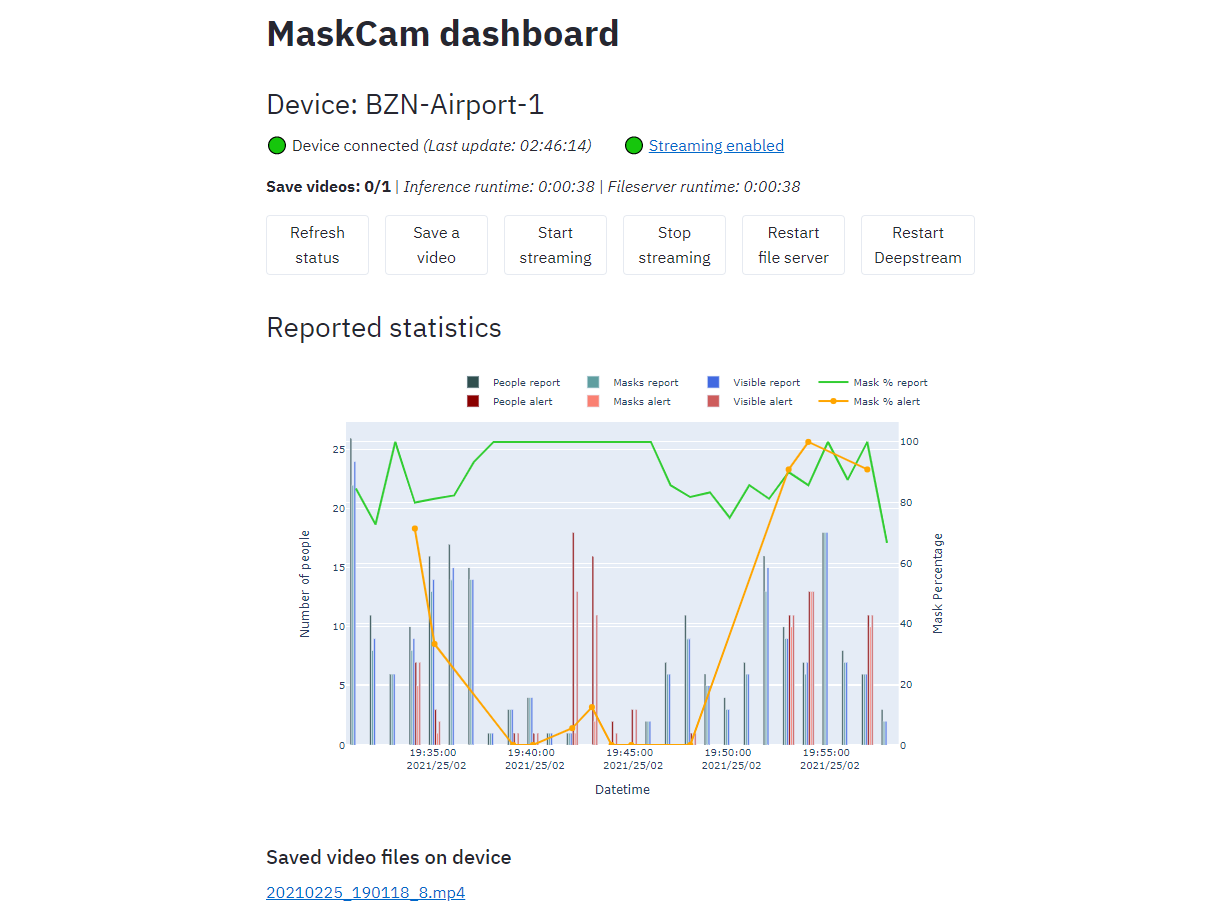 MaskCam dashboard
Device: BZN-Airport-1
Device connected (Last update: 02:46:14) Streaming enabled
Save videos: 0/1 | Inference runtime: 0:00:38 | Fileserver runtime: 0:00:38
Refresh status
Save a video
Start streaming
Stop streaming
Restart file server
Restart Deepstream
Reported statistics
People report Masks report Visible report Mask % report
People alert Masks alert Visible alert Mask % alert
Number of people
25
20
15
10
5
0
100
80
60
40
20
0
Mask Percentage
19:35:00 19:40:00 19:45:00 19:50:00 19:55:00
2021/25/02 2021/25/02 2021/25/02 2021/25/02 2021/25/02
Datetime
Saved video files on device
20210225_190118_8.mp4